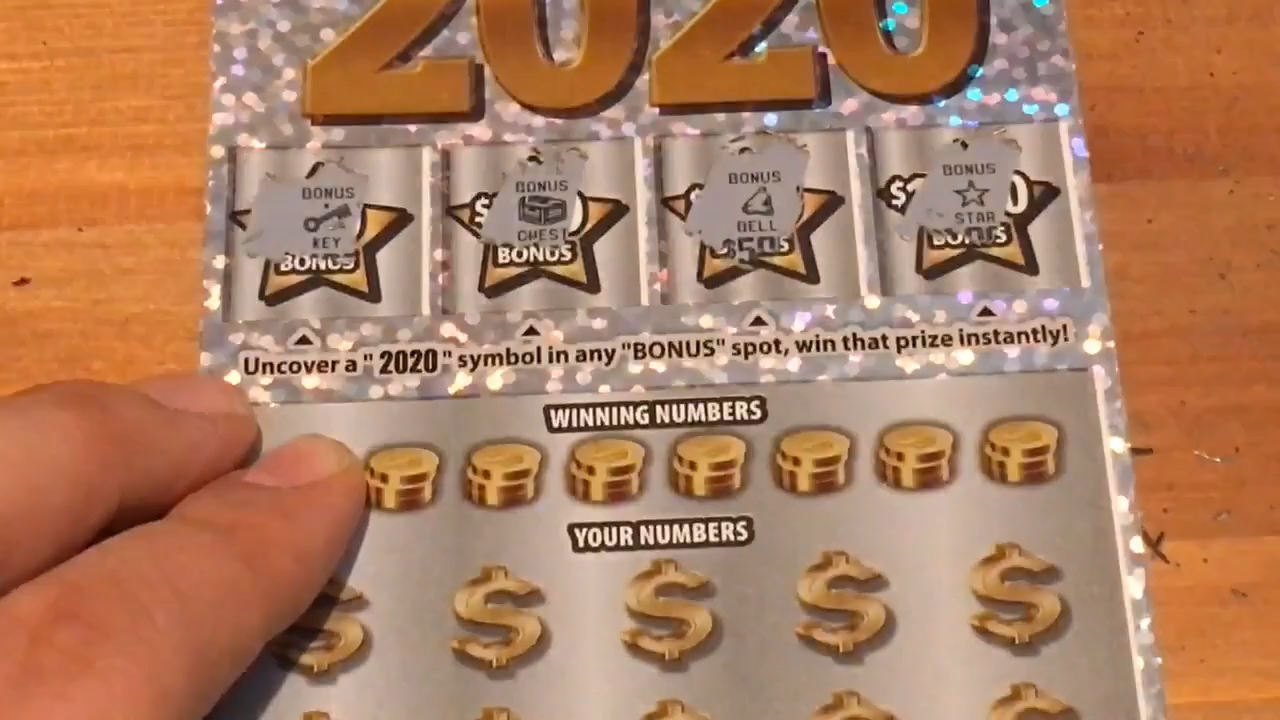 2020
BONUS BONUS BONUS BONUS
KEY CHEST BELL STAR
$50
BONUS BONUS BONUS
Uncover a "2020" symbol in any "BONUS" spot, win that prize instantly!
WINNING NUMBERS
YOUR NUMBERS
$ $ $ $ $